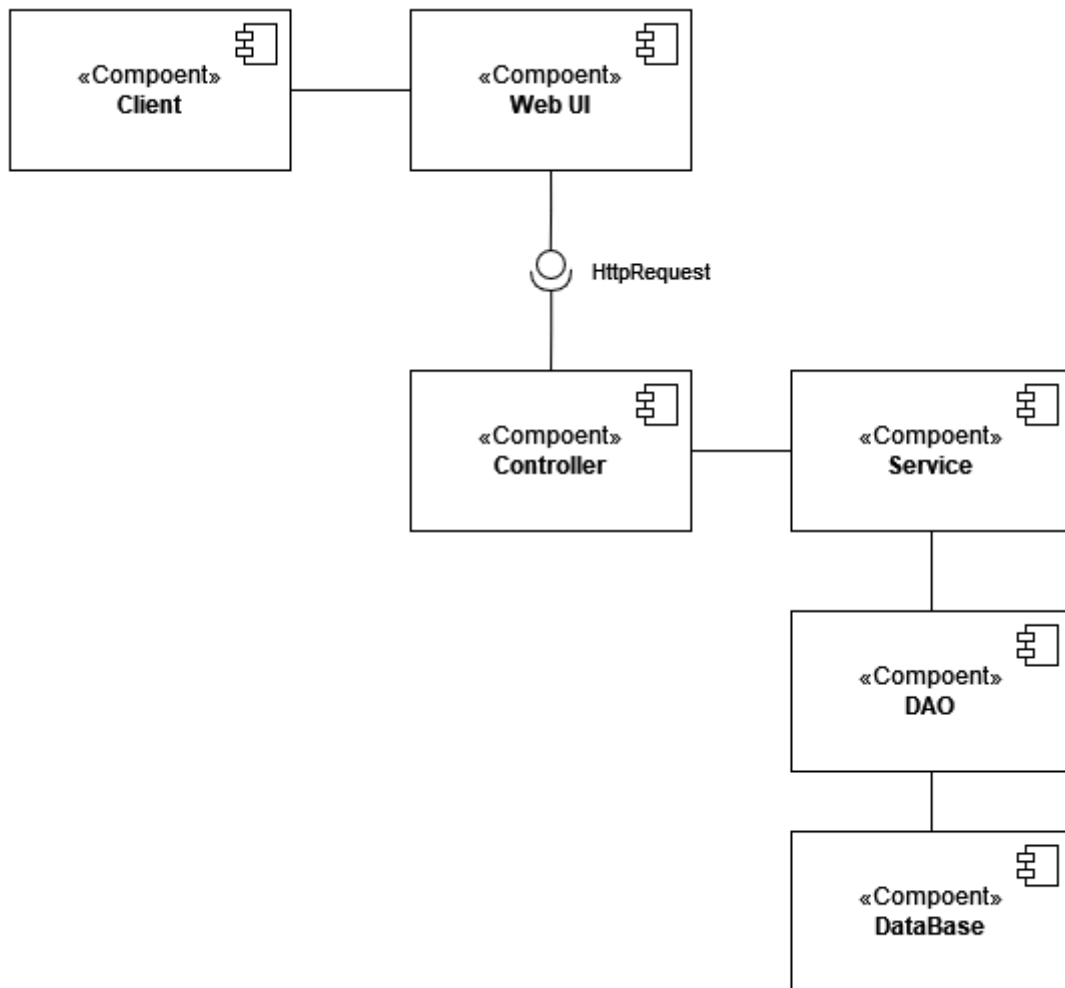 «Compoent»
Client
«Compoent»
Web UI
HttpRequest
«Compoent»
Controller
«Compoent»
Service
«Compoent»
DAO
«Compoent»
DataBase